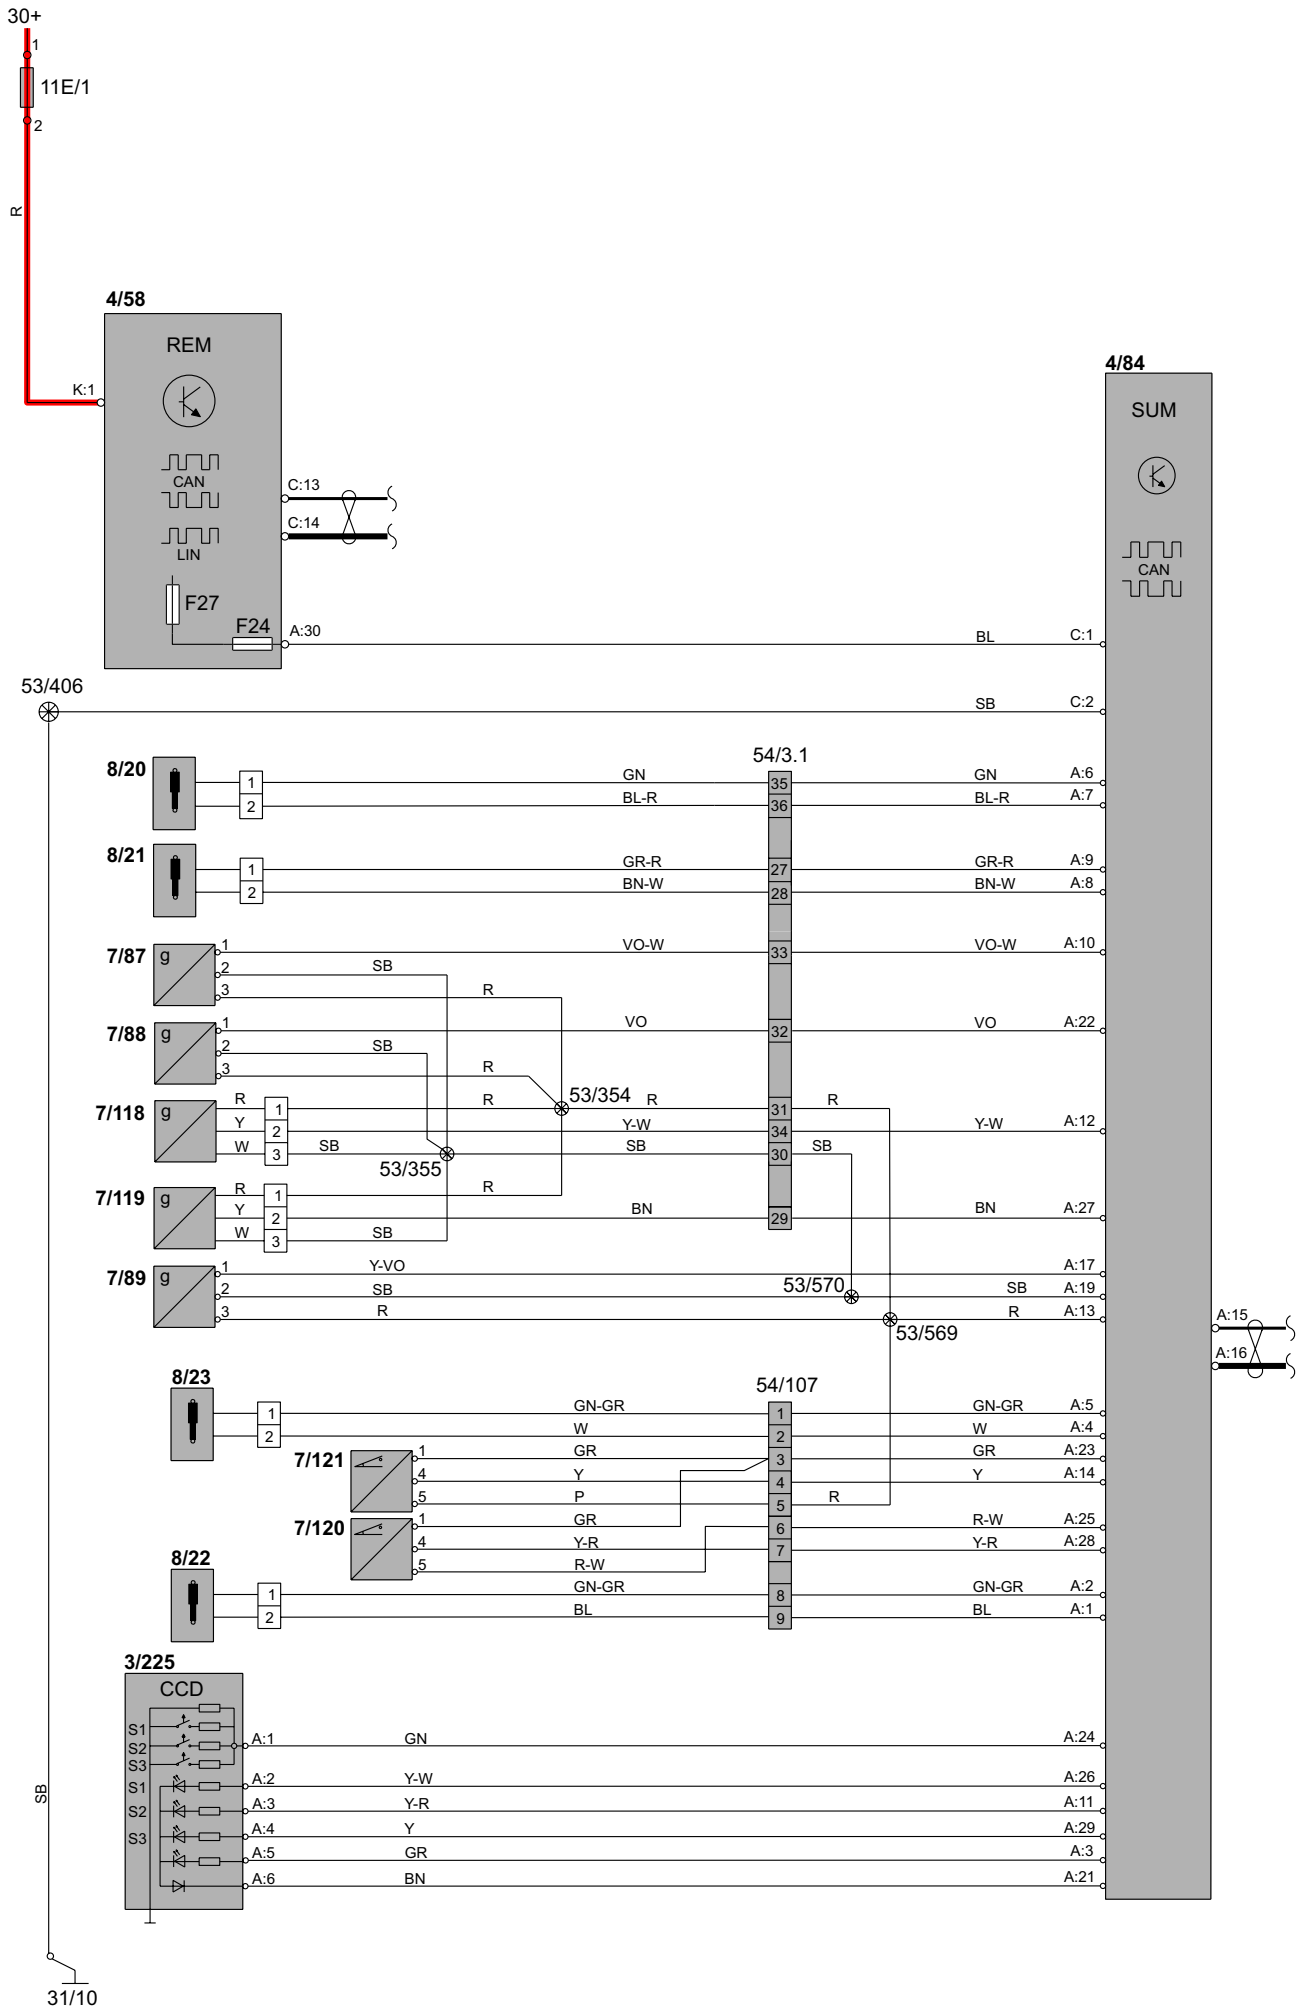 30+
1
11E/1
2
R
4/58
REM
K:1
CAN
C:13
C:14
LIN
F27
F24
A:30
BL
C:1
4/84
SUM
CAN
53/406
SB
C:2
54/3.1
8/20
1
GN
35
GN
A:6
2
BL-R
36
BL-R
A:7
8/21
1
GR-R
27
GR-R
A:9
2
BN-W
28
BN-W
A:8
7/87
g
1
VO-W
33
VO-W
A:10
2
SB
3
R
7/88
g
1
VO
32
VO
A:22
2
SB
3
R
53/354
7/118
g
R
1
R
R
31
R
Y
2
Y-W
34
Y-W
A:12
W
3
SB
SB
30
SB
53/355
7/119
g
R
1
R
Y
2
BN
29
BN
A:27
W
3
SB
7/89
g
1
Y-VO
A:17
2
SB
53/570
SB
A:19
3
R
R
A:13
53/569
A:15
A:16
54/107
8/23
1
GN-GR
1
GN-GR
A:5
2
W
2
W
A:4
7/121
1
GR
3
GR
A:23
4
Y
4
Y
A:14
5
P
5
R
7/120
1
GR
6
R-W
A:25
4
Y-R
7
Y-R
A:28
5
R-W
8/22
1
GN-GR
8
GN-GR
A:2
2
BL
9
BL
A:1
3/225
CCD
S1
S2
S3
A:1
GN
A:24
S1
A:2
Y-W
A:26
S2
A:3
Y-R
A:11
S3
A:4
Y
A:29
A:5
GR
A:3
A:6
BN
A:21
SB
31/10